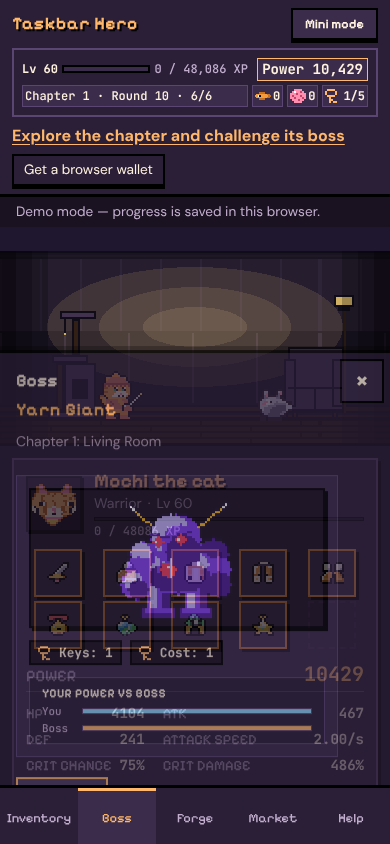 Taskbar Hero
Mini mode
Lv 60
0 / 48,086 XP
Power 10,429
Chapter 1 · Round 10 · 6/6
0
0
1/5
Explore the chapter and challenge its boss
Get a browser wallet
Demo mode — progress is saved in this browser.
Boss
Yarn Giant
Chapter 1: Living Room
Mochi the cat
Warrior · Lv 60
Keys: 1
Cost: 1
POWER
10429
YOUR POWER VS BOSS
You
Boss
HP
4104
ATK
467
DEF
241
ATTACK SPEED
2.00/s
CRIT CHANCE
75%
CRIT DAMAGE
486%
Inventory
Boss
Forge
Market
Help